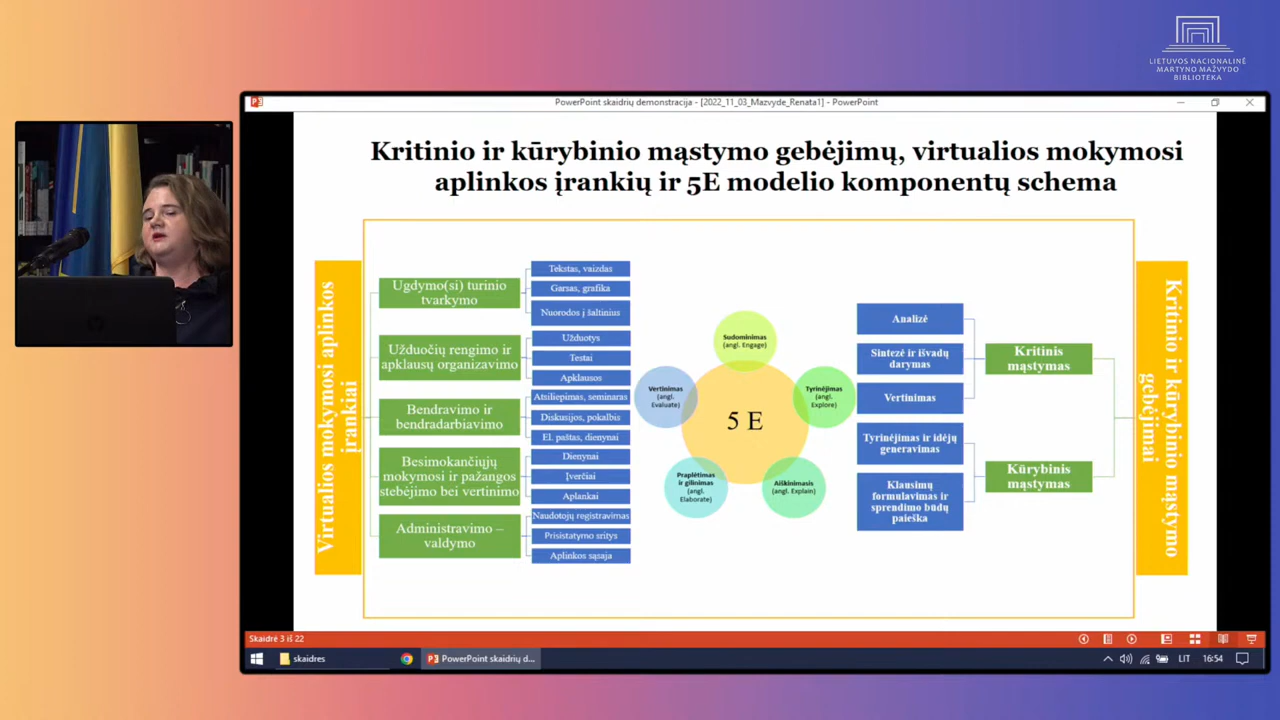 LIETUVOS NACIONALINĖ
MARTYNO MAŽVYDO
BIBLIOTEKA
PowerPoint skaidrių demonstracija - [2022_11_03_Mazvyde_Renata1] - PowerPoint
Kritinio ir kūrybinio mąstymo gebėjimų, virtualios mokymosi
aplinkos įrankių ir 5E modelio komponentų schema
Virtualios mokymosi aplinkos
įrankiai
Ugdymo(si) turinio
tvarkymo
Tekstas, vaizdas
Garsas, grafika
Nuorodos į šaltinius
Užduočių rengimo ir
apklausų organizavimo
Užduotys
Testai
Apklausos
Bendravimo ir
bendradarbiavimo
Atsiliepimas, seminaras
Diskusijos, pokalbis
El. paštas, dienynai
Besimokančiųjų
mokymosi ir pažangos
stebėjimo bei vertinimo
Dienynai
Įverčiai
Aplankai
Administravimo –
valdymo
Naudotojų registravimas
Prisistatymo sritys
Aplinkos sąsaja
Sudominimas
(angl. Engage)
Vertinimas
(angl.
Evaluate)
Tyrinėjimas
(angl.
Explore)
5 E
Praplėtimas
ir gilinimas
(angl.
Elaborate)
Aiškinimasis
(angl. Explain)
Analizė
Sintezė ir išvadų
darymas
Vertinimas
Tyrinėjimas ir idėjų
generavimas
Klausimų
formulavimas ir
sprendimo būdų
paieška
Kritinis
mąstymas
Kūrybinis
mąstymas
Kritinio ir kūrybinio mąstymo
gebėjimai
Skaidrė 3 iš 22
skaidres
PowerPoint skaidrių d...
LIT
16:54